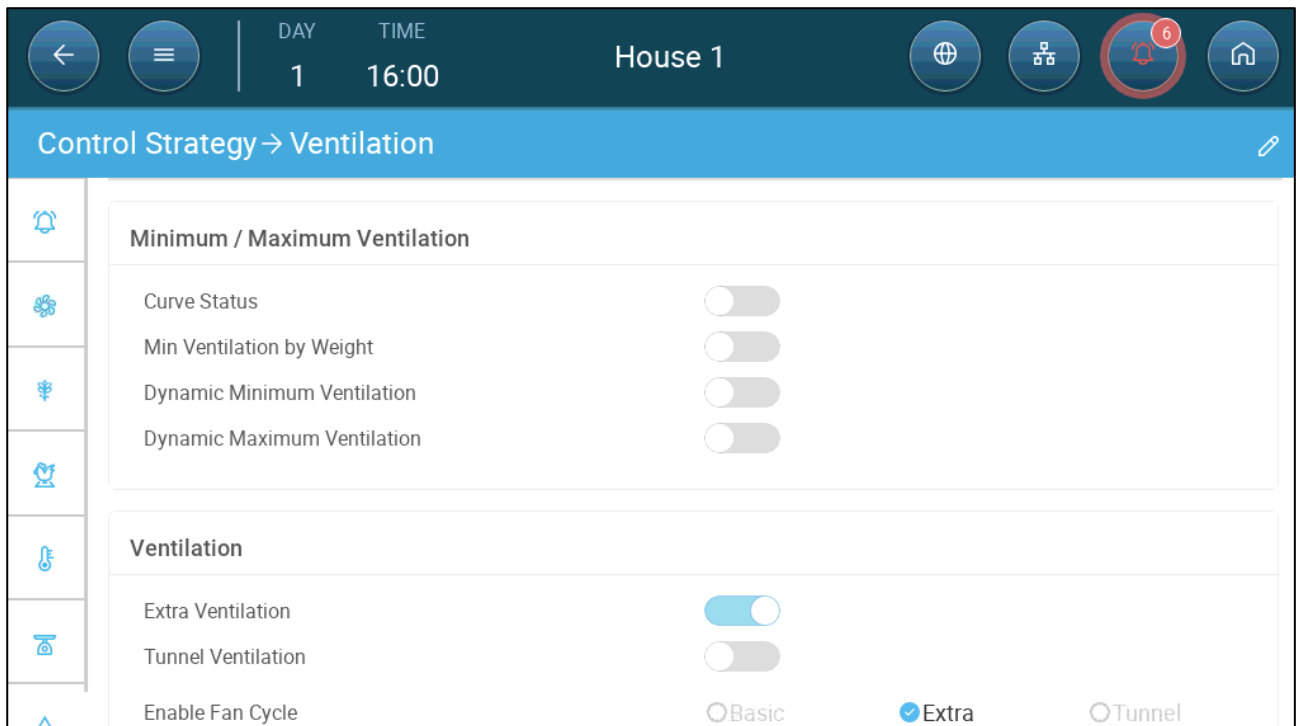 DAY TIME
1 16:00
House 1
6
Control Strategy → Ventilation
Minimum / Maximum Ventilation
Curve Status
Min Ventilation by Weight
Dynamic Minimum Ventilation
Dynamic Maximum Ventilation
Ventilation
Extra Ventilation
Tunnel Ventilation
Enable Fan Cycle Basic Extra Tunnel